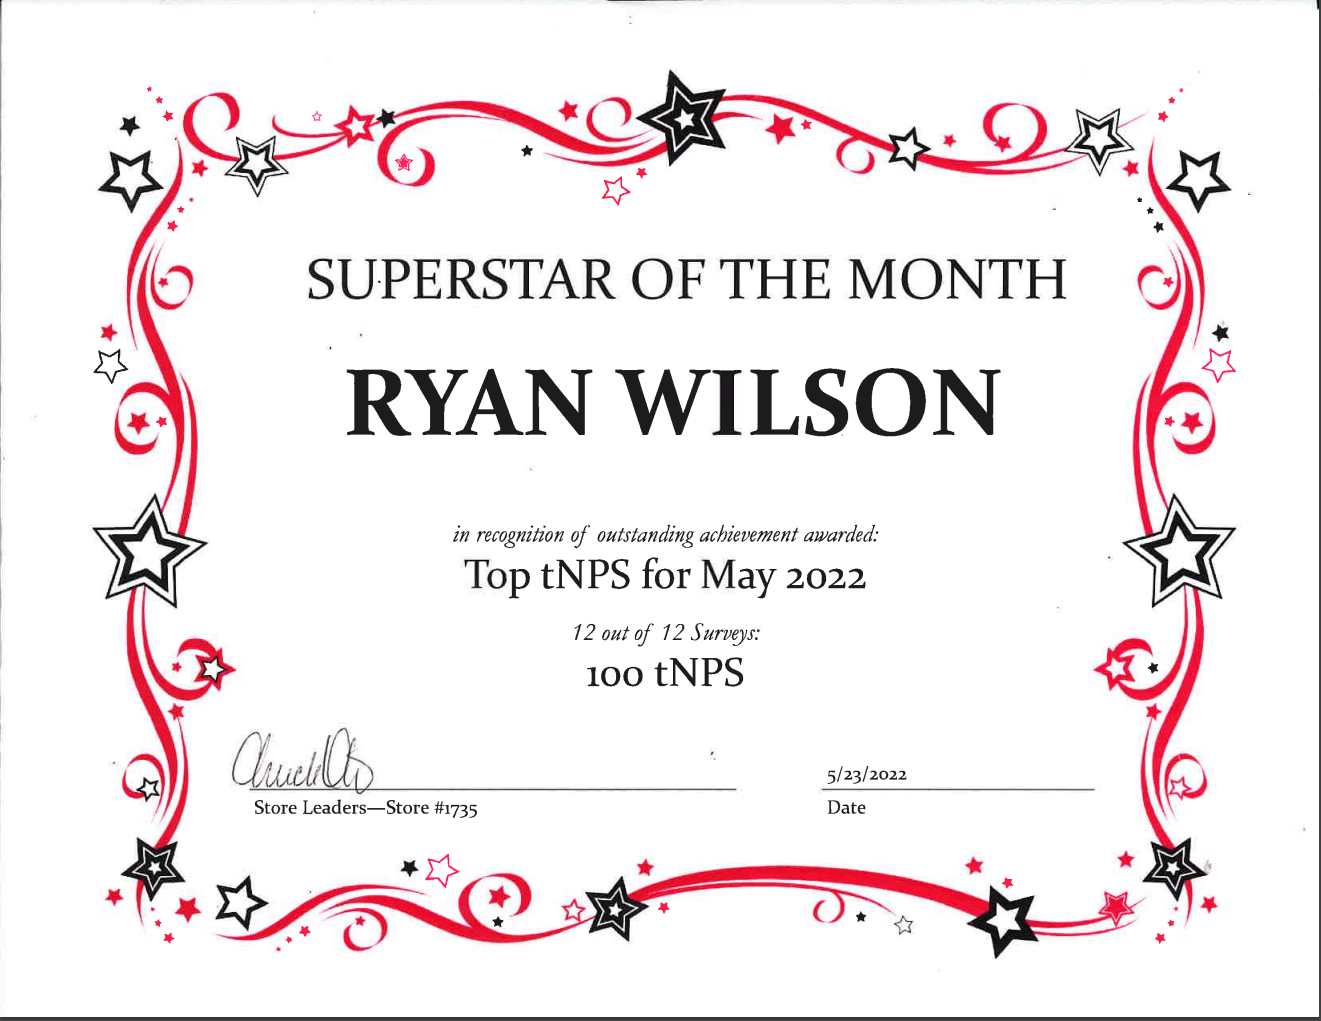 SUPERSTAR OF THE MONTH
RYAN WILSON
in recognition of outstanding achievement awarded:
Top tNPS for May 2022
12 out of 12 Surveys:
100 tNPS
5/23/2022
Store Leaders—Store #1735
Date